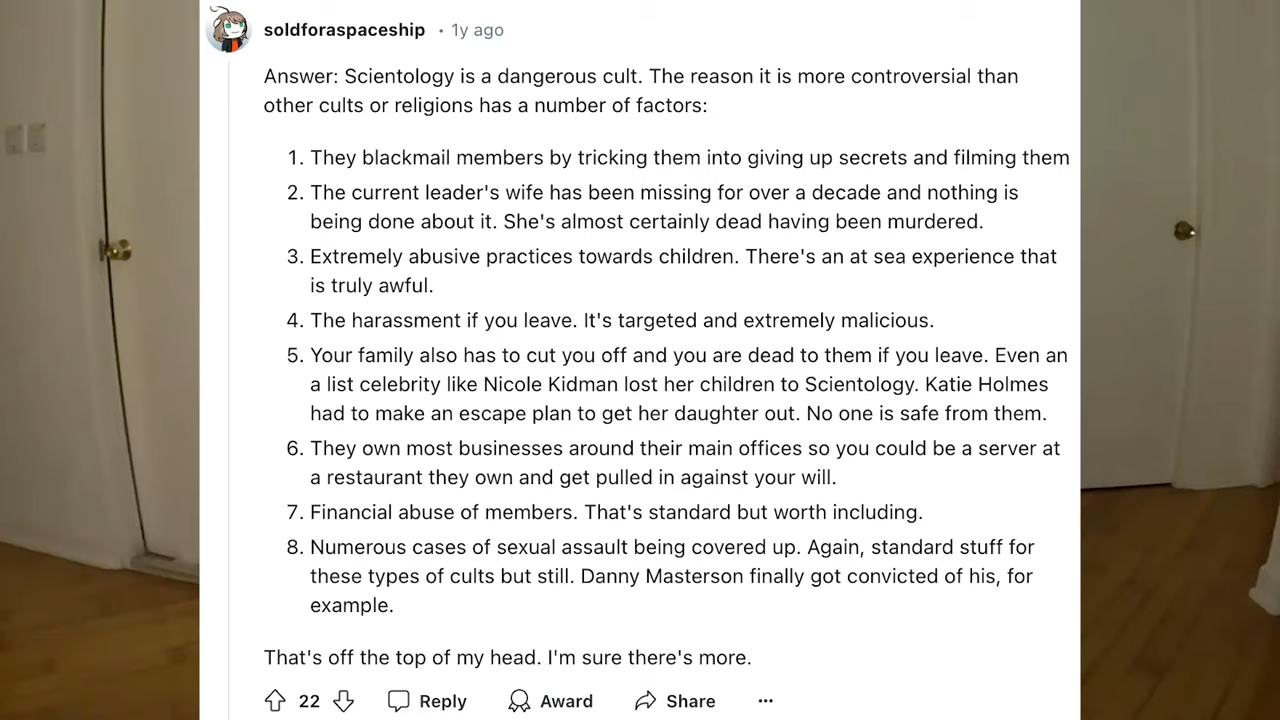 soldforaspaceship • 1y ago
Answer: Scientology is a dangerous cult. The reason it is more controversial than
other cults or religions has a number of factors:
1. They blackmail members by tricking them into giving up secrets and filming them
2. The current leader's wife has been missing for over a decade and nothing is
being done about it. She's almost certainly dead having been murdered.
3. Extremely abusive practices towards children. There's an at sea experience that
is truly awful.
4. The harassment if you leave. It's targeted and extremely malicious.
5. Your family also has to cut you off and you are dead to them if you leave. Even an
a list celebrity like Nicole Kidman lost her children to Scientology. Katie Holmes
had to make an escape plan to get her daughter out. No one is safe from them.
6. They own most businesses around their main offices so you could be a server at
a restaurant they own and get pulled in against your will.
7. Financial abuse of members. That's standard but worth including.
8. Numerous cases of sexual assault being covered up. Again, standard stuff for
these types of cults but still. Danny Masterson finally got convicted of his, for
example.
That's off the top of my head. I'm sure there's more.
22 Reply Award Share ...